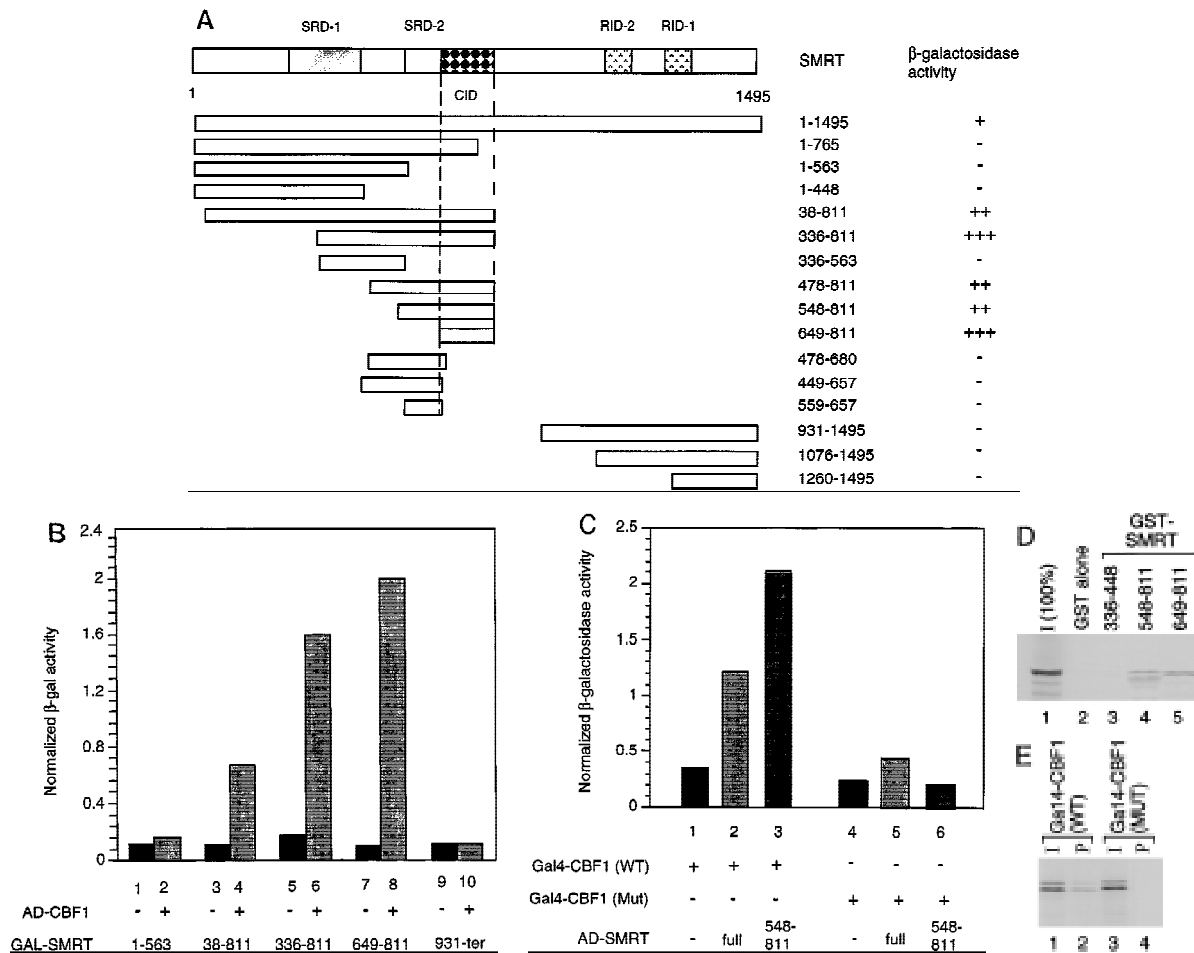 A
SRD-1 SRD-2 RID-2 RID-1
SMRT
β-galactosidase
activity
1 CID 1495
1-1495 +
1-765 -
1-563 -
1-448 -
38-811 ++
336-811 +++
336-563 -
478-811 ++
548-811 ++
649-811 +++
478-680 -
449-657 -
559-657 -
931-1495 -
1076-1495 -
1260-1495 -
B
Normalized β-gal activity
2.4
2
1.6
1.2
0.8
0.4
0
1 2 3 4 5 6 7 8 9 10
AD-CBF1 - + - + - + - + - +
GAL-SMRT 1-563 38-811 336-811 649-811 931-ter
C
Normalized β-galactosidase activity
2.5
2
1.5
1
0.5
0
1 2 3 4 5 6
Gal4-CBF1 (WT) + + + - - -
Gal4-CBF1 (Mut) - - - + + +
AD-SMRT - full 548-811 - full 548-811
D
GST-
SMRT
I (100%)
GST alone
336-448
548-811
649-811
1 2 3 4 5
E
Ga14-CBF1
(WT)
Ga14-CBF1
(MUT)
I P I P
1 2 3 4